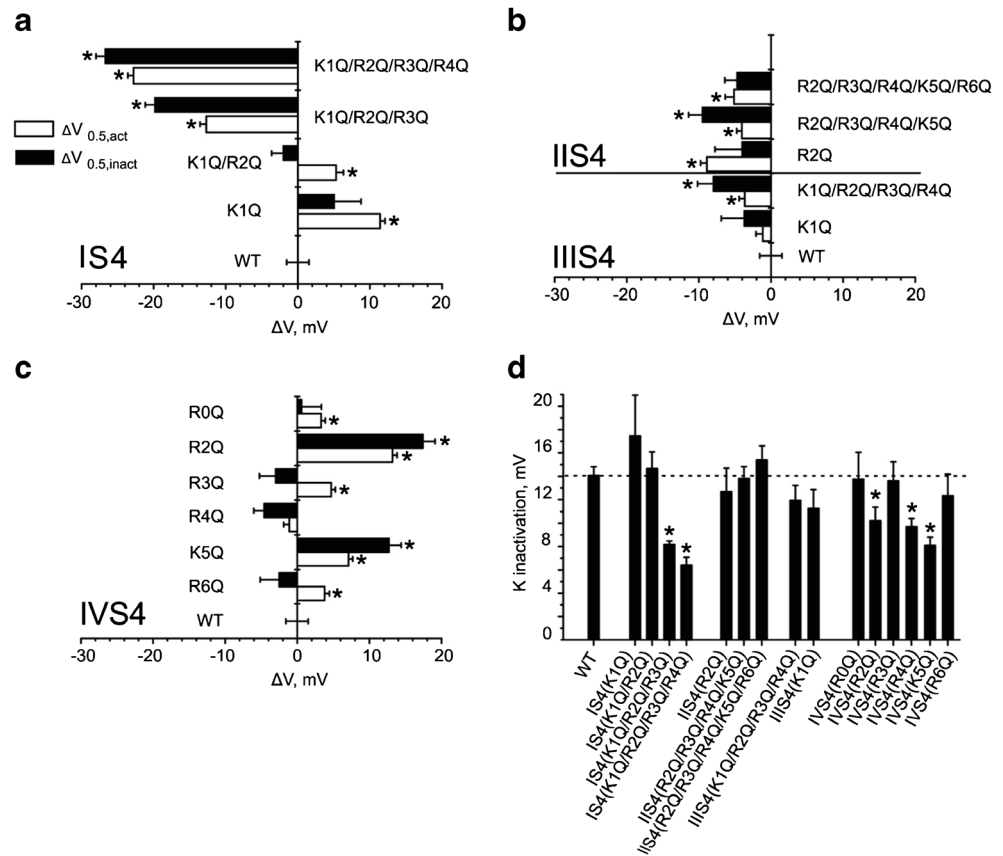 a
K1Q/R2Q/R3Q/R4Q
K1Q/R2Q/R3Q
ΔV 0.5,act
ΔV 0.5,inact
K1Q/R2Q
K1Q
WT
IS4
* * * * * *
-30 -20 -10 0 10 20
ΔV, mV
b
R2Q/R3Q/R4Q/K5Q/R6Q
R2Q/R3Q/R4Q/K5Q
R2Q
IIS4
K1Q/R2Q/R3Q/R4Q
K1Q
WT
IIIS4
* * * * * *
-30 -20 -10 0 10 20
ΔV, mV
c
R0Q
R2Q
R3Q
R4Q
K5Q
R6Q
WT
IVS4
* * * * * * *
-30 -20 -10 0 10 20
ΔV, mV
d
K inactivation, mV
20
16
12
8
4
0
* * * * *
WT
IS4(K1Q)
IS4(K1Q/R2Q)
IS4(K1Q/R2Q/R3Q)
IS4(K1Q/R2Q/R3Q/R4Q)
IIS4(R2Q)
IIS4(R2Q/R3Q/R4Q/K5Q)
IIS4(R2Q/R3Q/R4Q/K5Q/R6Q)
IIIS4(K1Q/R2Q/R3Q/R4Q)
IIIS4(K1Q)
IVS4(R0Q)
IVS4(R2Q)
IVS4(R3Q)
IVS4(R4Q)
IVS4(K5Q)
IVS4(R6Q)